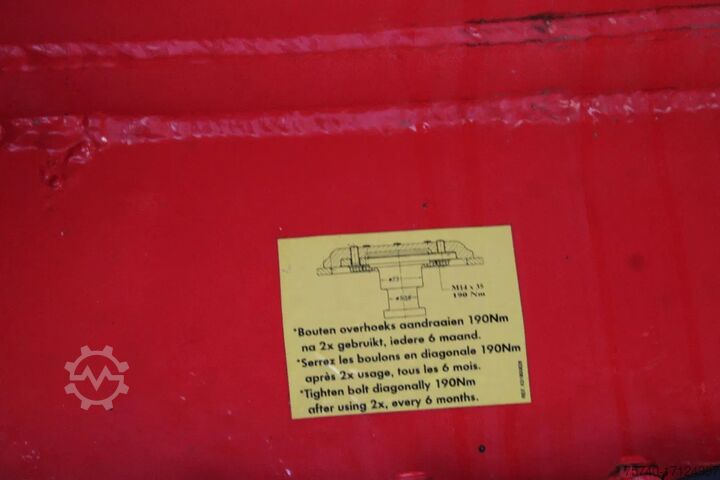 M14 x 35
190 Nm
*Bouten overhoeks aandraaien 190Nm
na 2x gebruikt, iedere 6 maand.
*Serrez les boulons en diagonale 190Nm
après 2x usage, tous les 6 mois.
*Tighten bolt diagonally 190Nm
after using 2x, every 6 months.